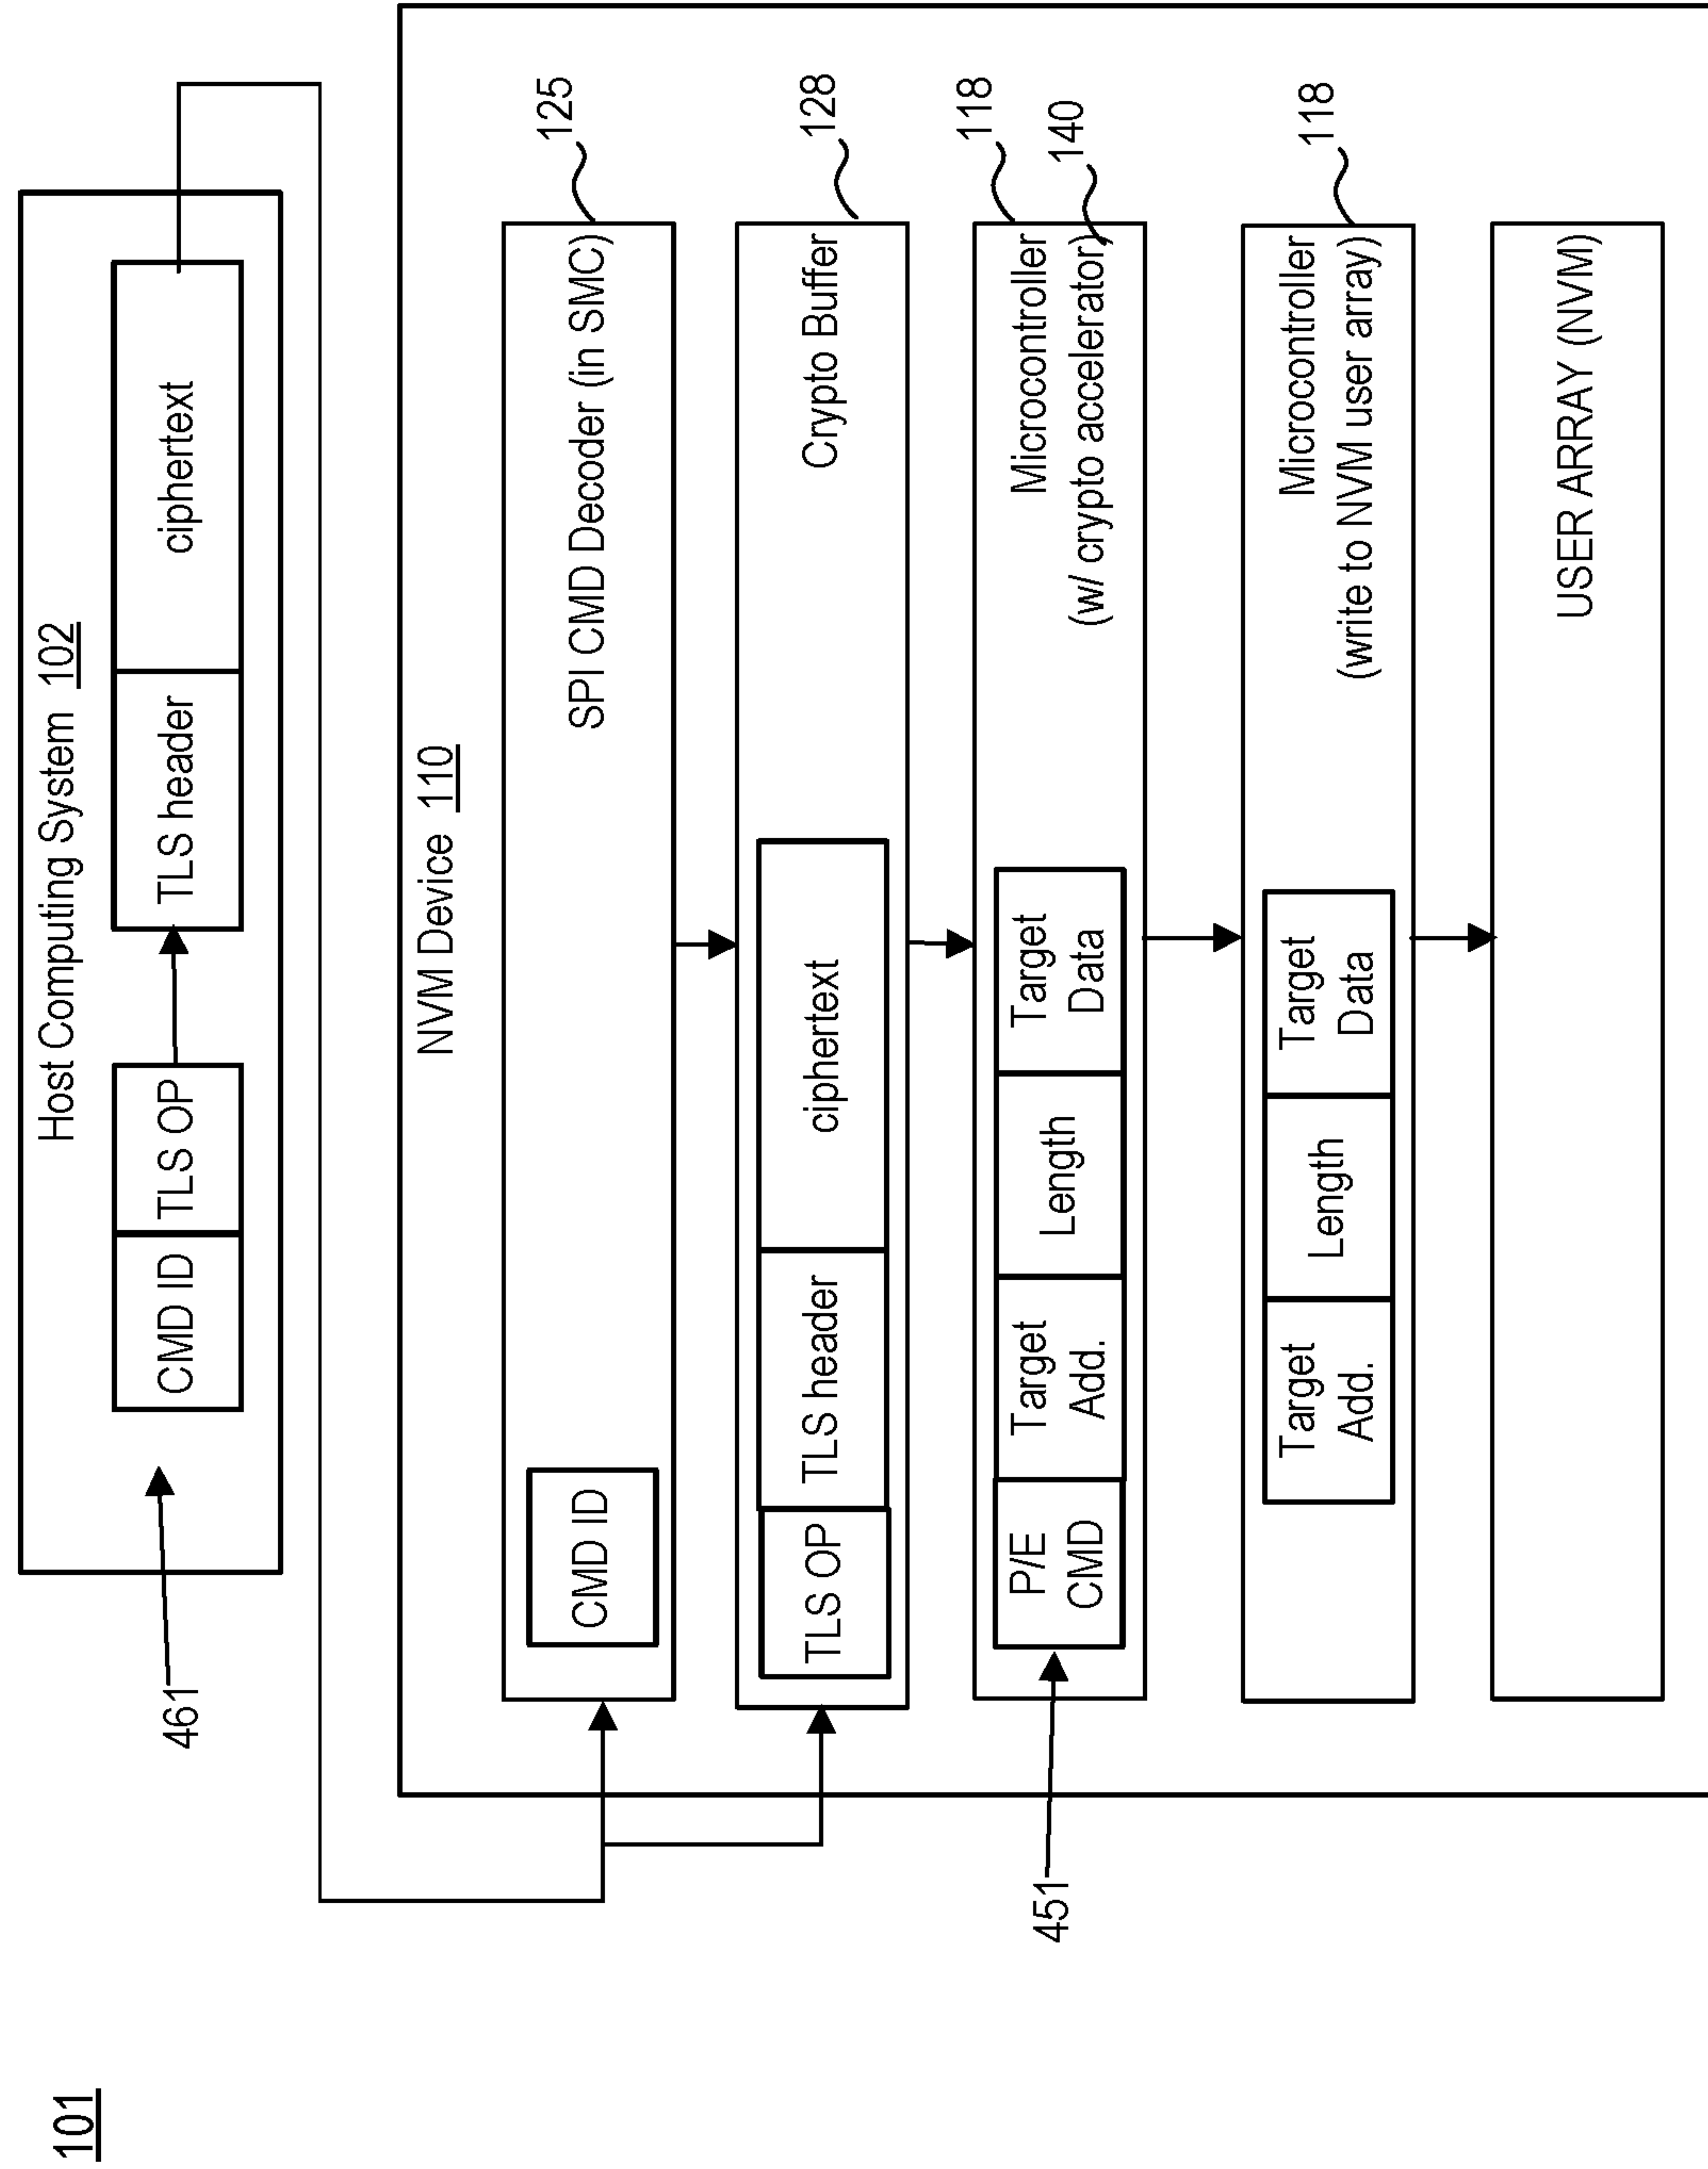 101
Host Computing System 102
461
CMD ID
TLS OP
TLS header
ciphertext
NVM Device 110
CMD ID
SPI CMD Decoder (in SMC)
125
TLS OP
TLS header
ciphertext
Crypto Buffer
128
451
P/E
CMD
Target
Add.
Length
Target
Data
Microcontroller
(w/ crypto accelerator)
118
140
Target
Add.
Length
Target
Data
Microcontroller
(write to NVM user array)
118
USER ARRAY (NVM)